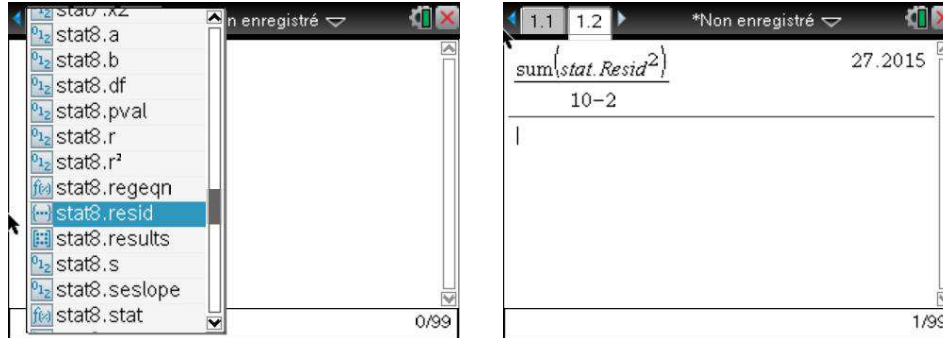 n enregistré
stat8.a
stat8.b
stat8.df
stat8.pval
stat8.r
stat8.r²
stat8.regeqn
stat8.resid
stat8.results
stat8.s
stat8.seslope
stat8.stat
0/99
1.1 1.2 *Non enregistré
sum(stat.Resid²) 27.2015
10-2
1/99